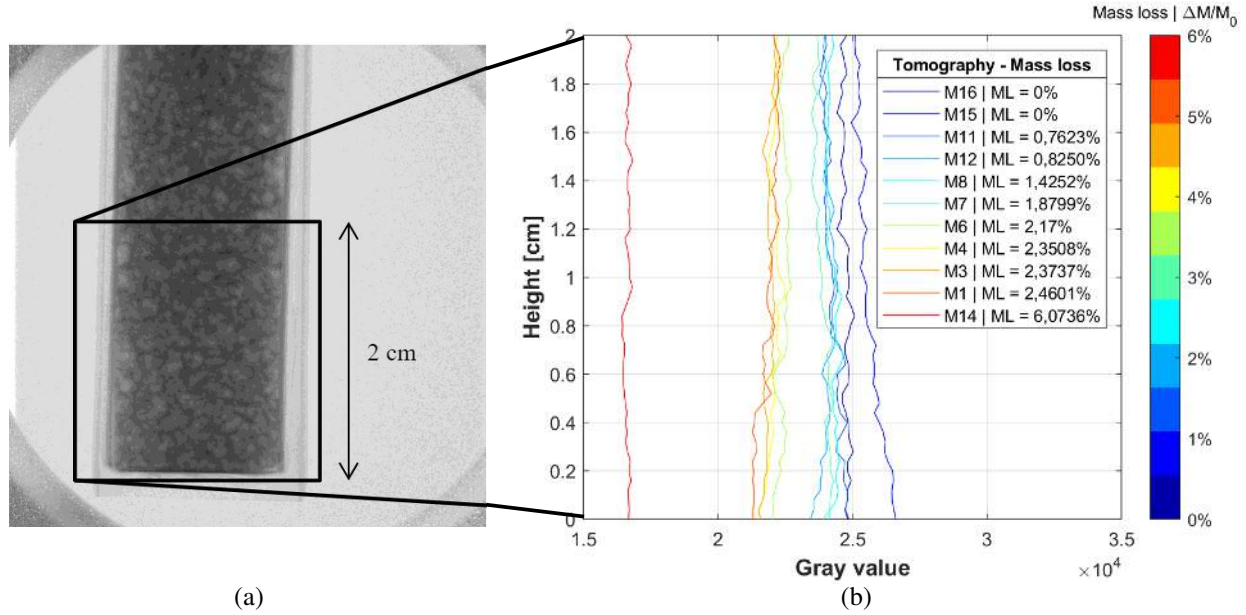 Mass loss | ΔM/M0
2 cm
Height [cm]
2
1.8
1.6
1.4
1.2
1
0.8
0.6
0.4
0.2
0
Tomography - Mass loss
M16 | ML = 0%
M15 | ML = 0%
M11 | ML = 0,7623%
M12 | ML = 0,8250%
M8 | ML = 1,4252%
M7 | ML = 1,8799%
M6 | ML = 2,17%
M4 | ML = 2,3508%
M3 | ML = 2,3737%
M1 | ML = 2,4601%
M14 | ML = 6,0736%
6%
5%
4%
3%
2%
1%
0%
1.5 2 2.5 3 3.5
Gray value
×10⁴
(a) (b)